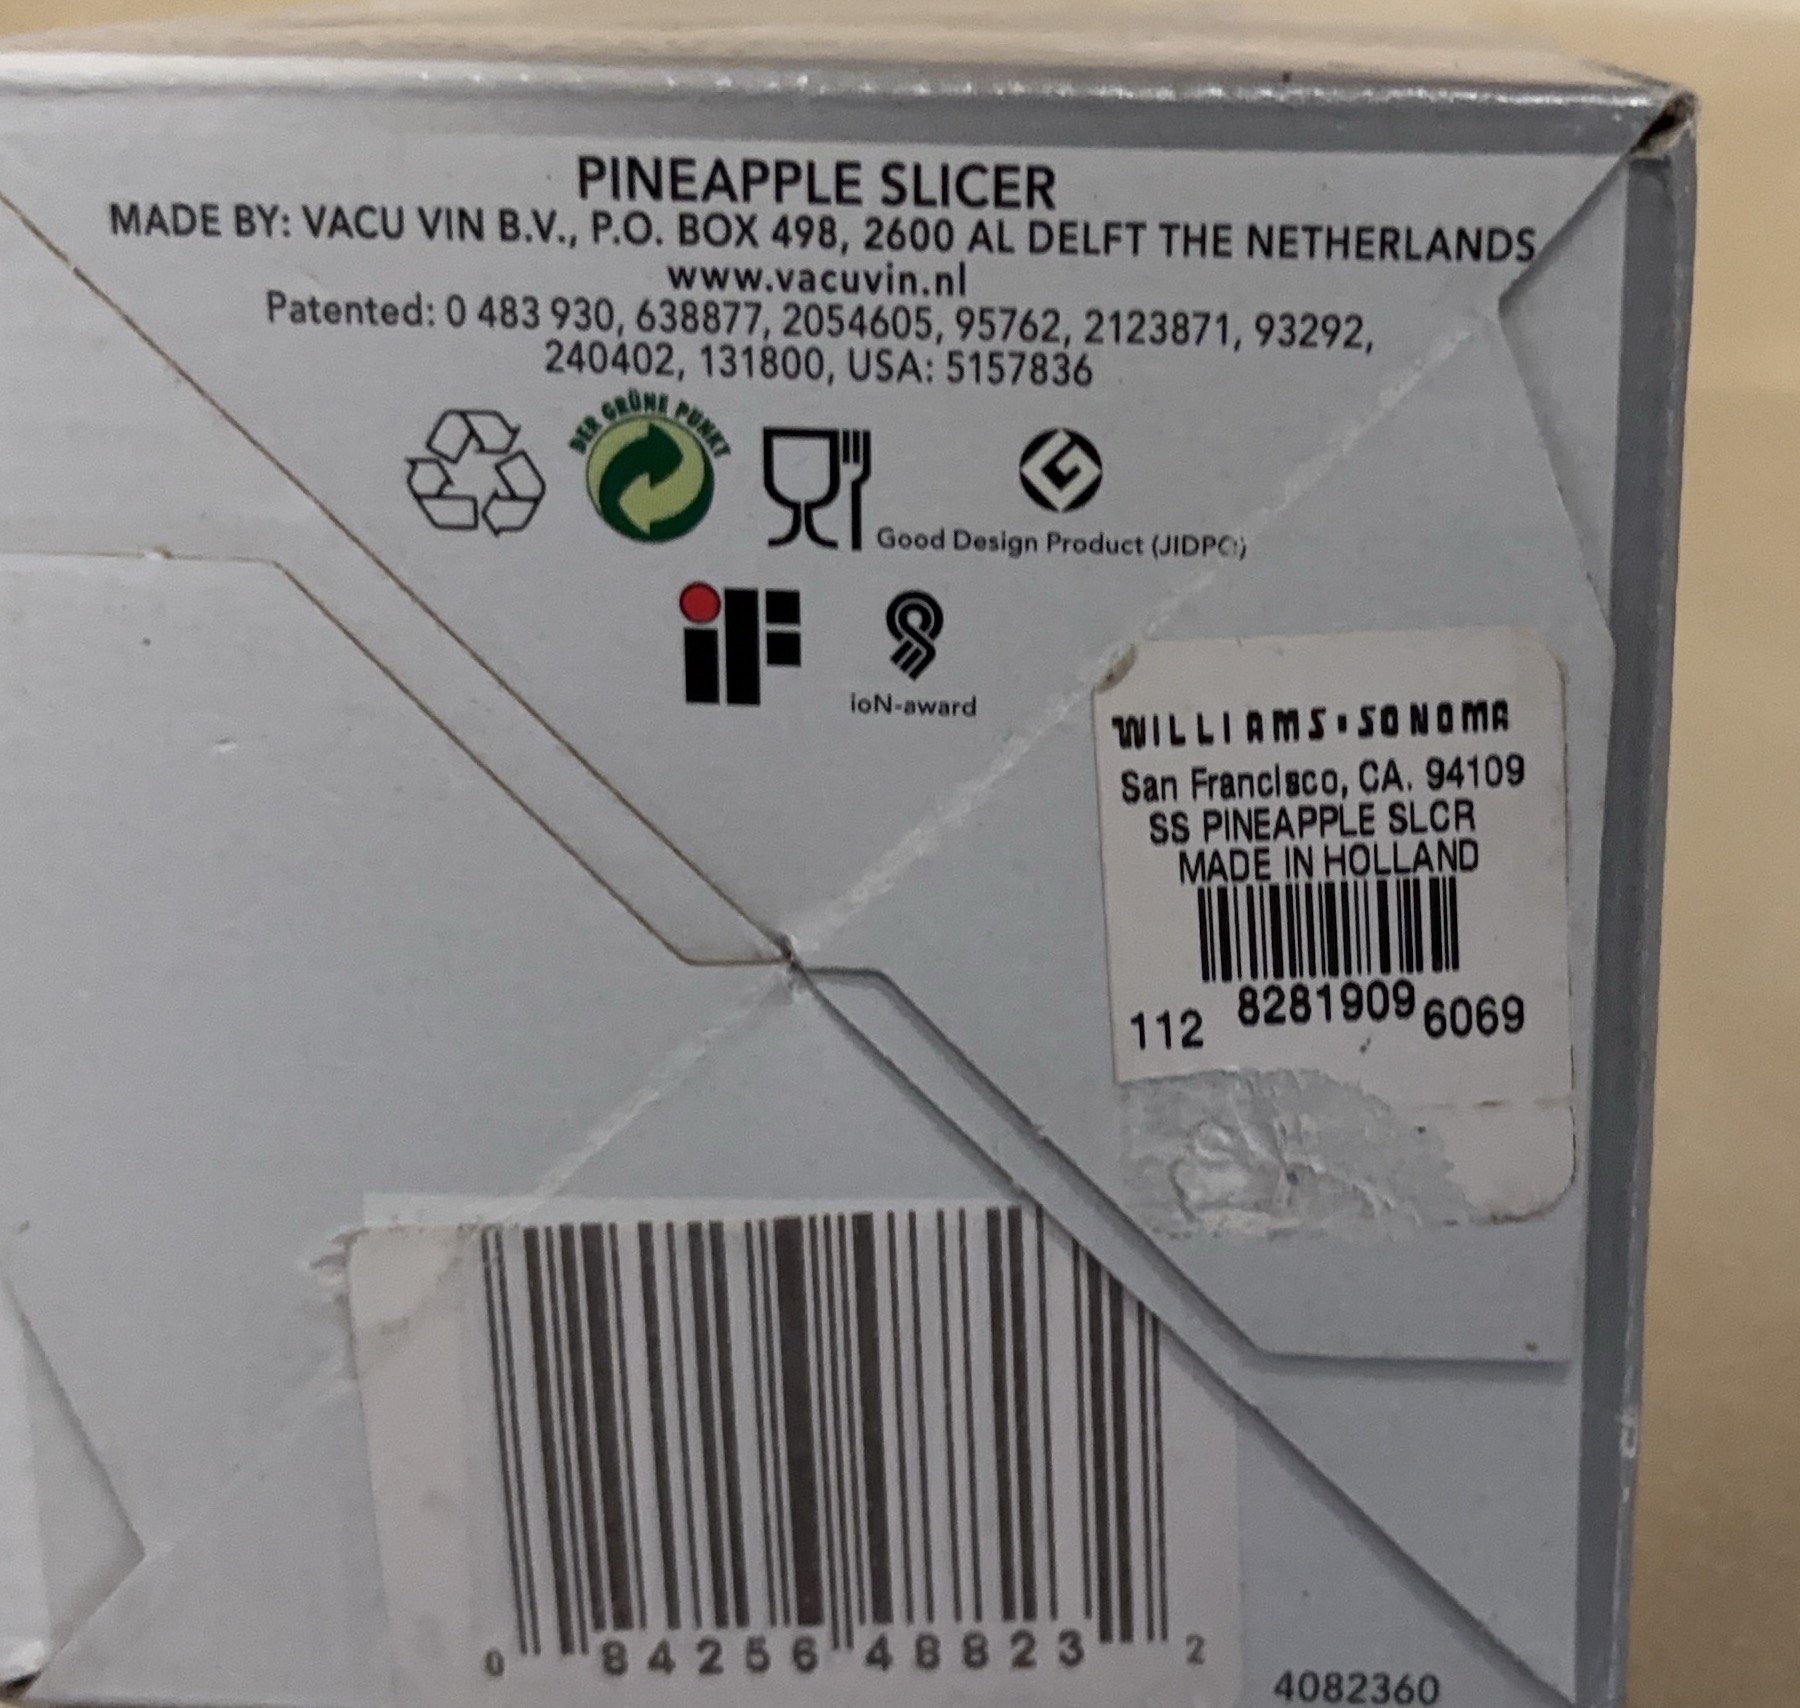 PINEAPPLE SLICER
MADE BY: VACU VIN B.V., P.O. BOX 498, 2600 AL DELFT THE NETHERLANDS
www.vacuvin.nl
Patented: 0 483 930, 638877, 2054605, 95762, 2123871, 93292,
240402, 131800, USA: 5157836
DER GRÜNE PUNKT
Good Design Product (JIDPO)
iF
ioN-award
WILLIAMS-SONOMA
San Francisco, CA. 94109
SS PINEAPPLE SLCR
MADE IN HOLLAND
112 8281909 6069
0 84256 48823 2
4082360